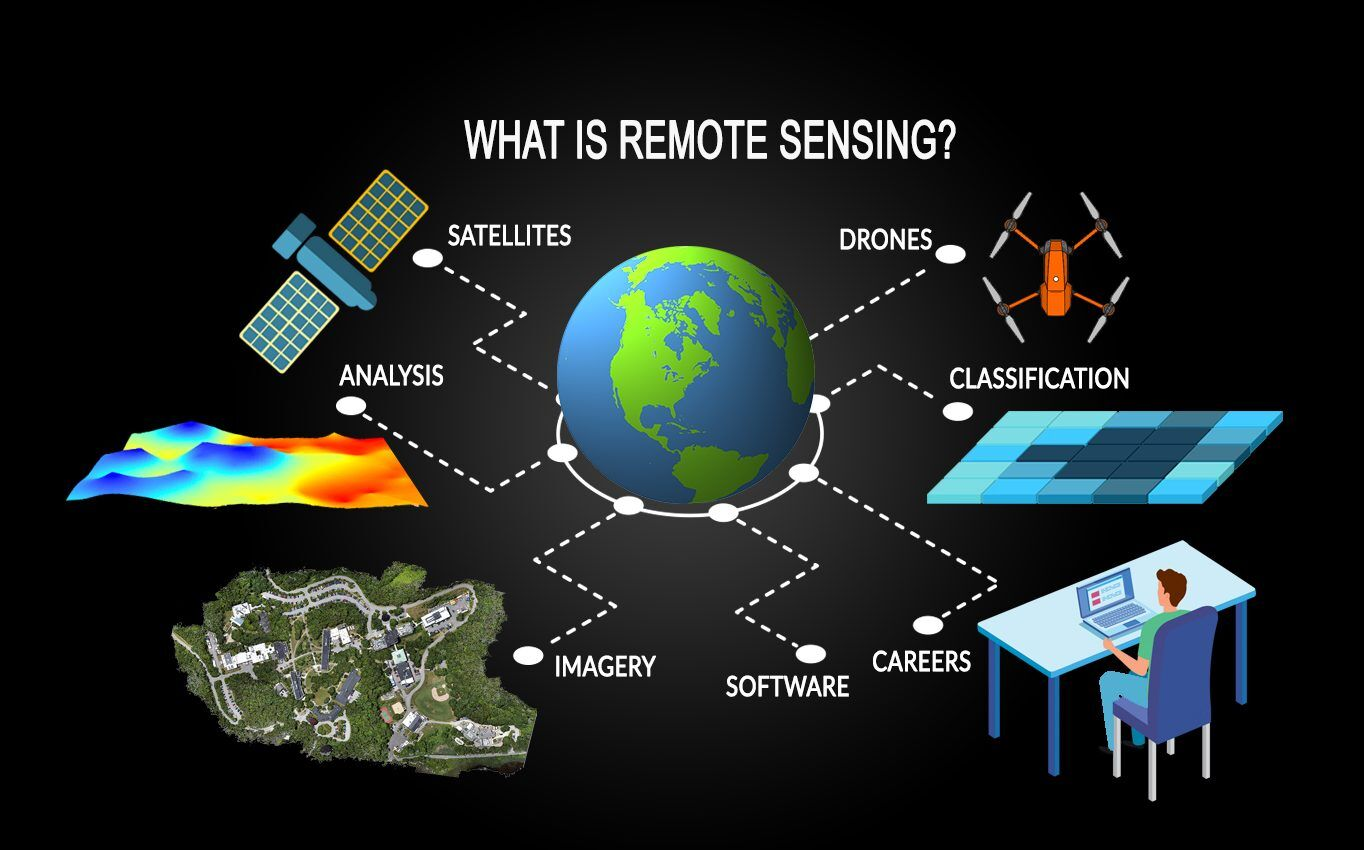 WHAT IS REMOTE SENSING?
SATELLITES
DRONES
ANALYSIS
CLASSIFICATION
IMAGERY
SOFTWARE
CAREERS